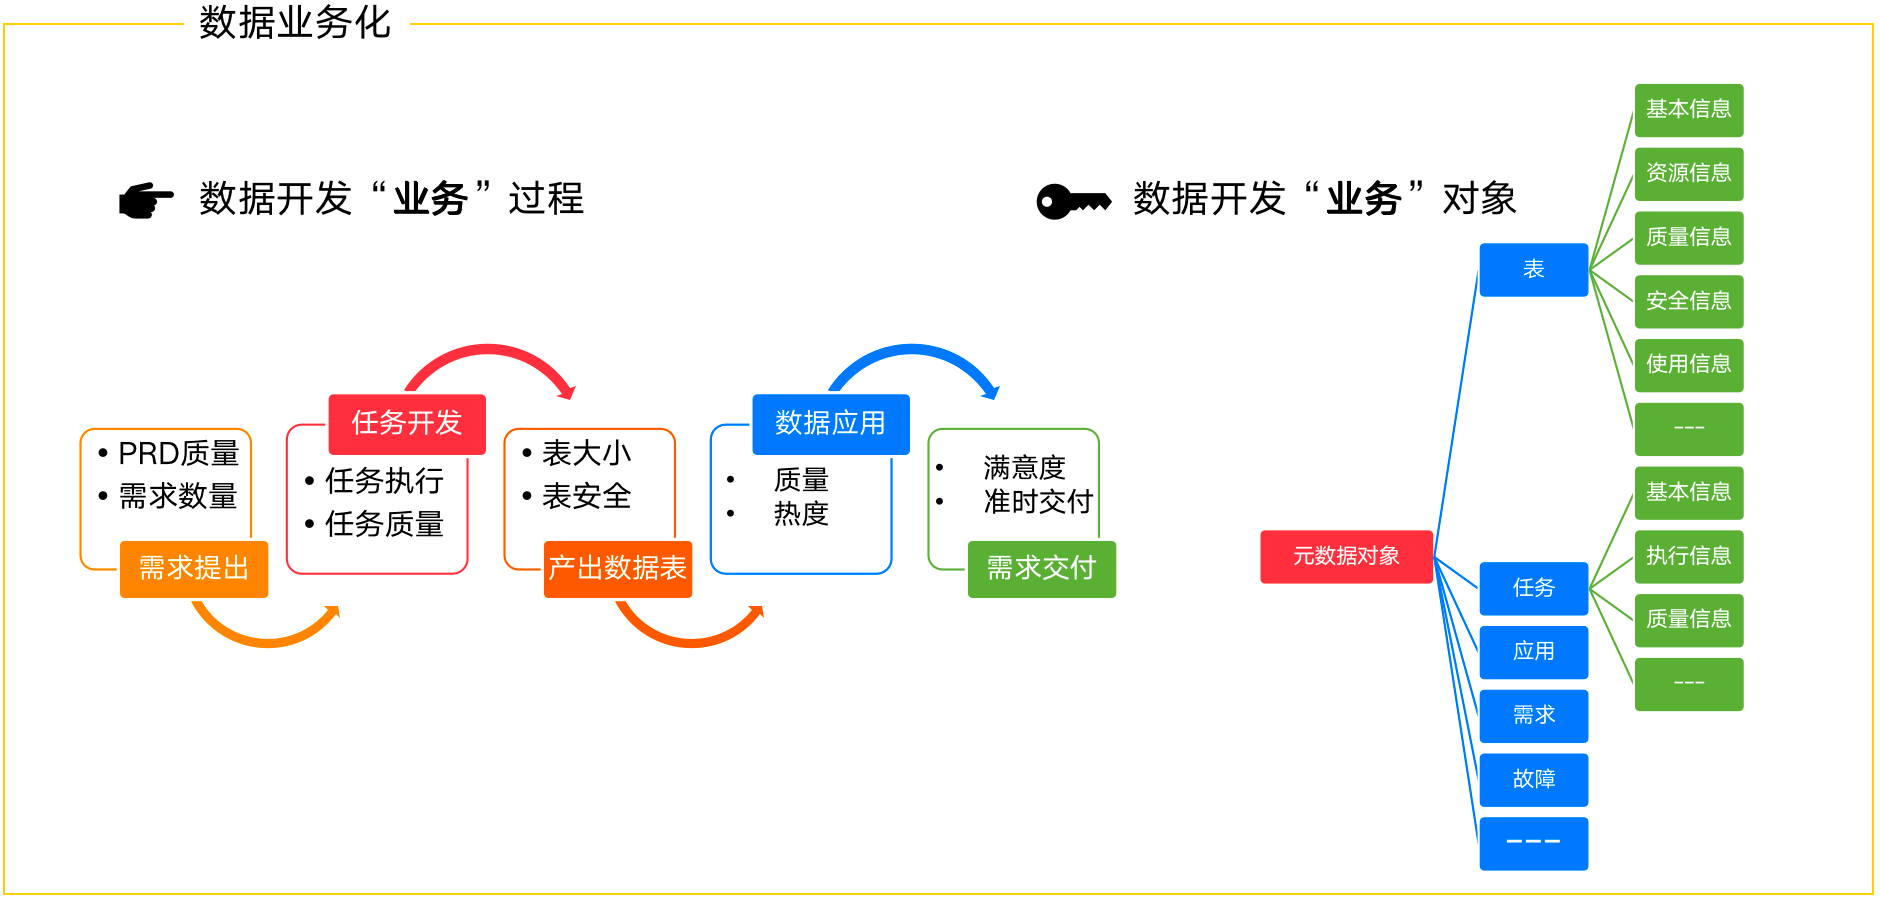 数据业务化
数据开发“业务”过程
• PRD质量
• 需求数量
需求提出
任务开发
• 任务执行
• 任务质量
• 表大小
• 表安全
产出数据表
数据应用
• 质量
• 热度
• 满意度
• 准时交付
需求交付
数据开发“业务”对象
元数据对象
表
基本信息
资源信息
质量信息
安全信息
使用信息
---
任务
基本信息
执行信息
质量信息
---
应用
需求
故障
---